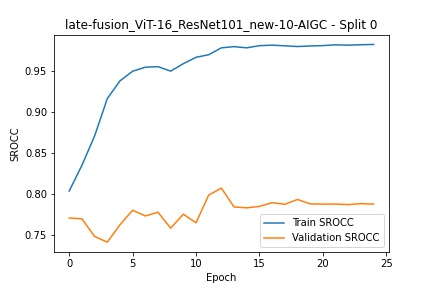 late-fusion_ViT-16_ResNet101_new-10-AIGC - Split 0
SROCC
0.95
0.90
0.85
0.80
0.75
Train SROCC
Validation SROCC
0 5 10 15 20 25
Epoch